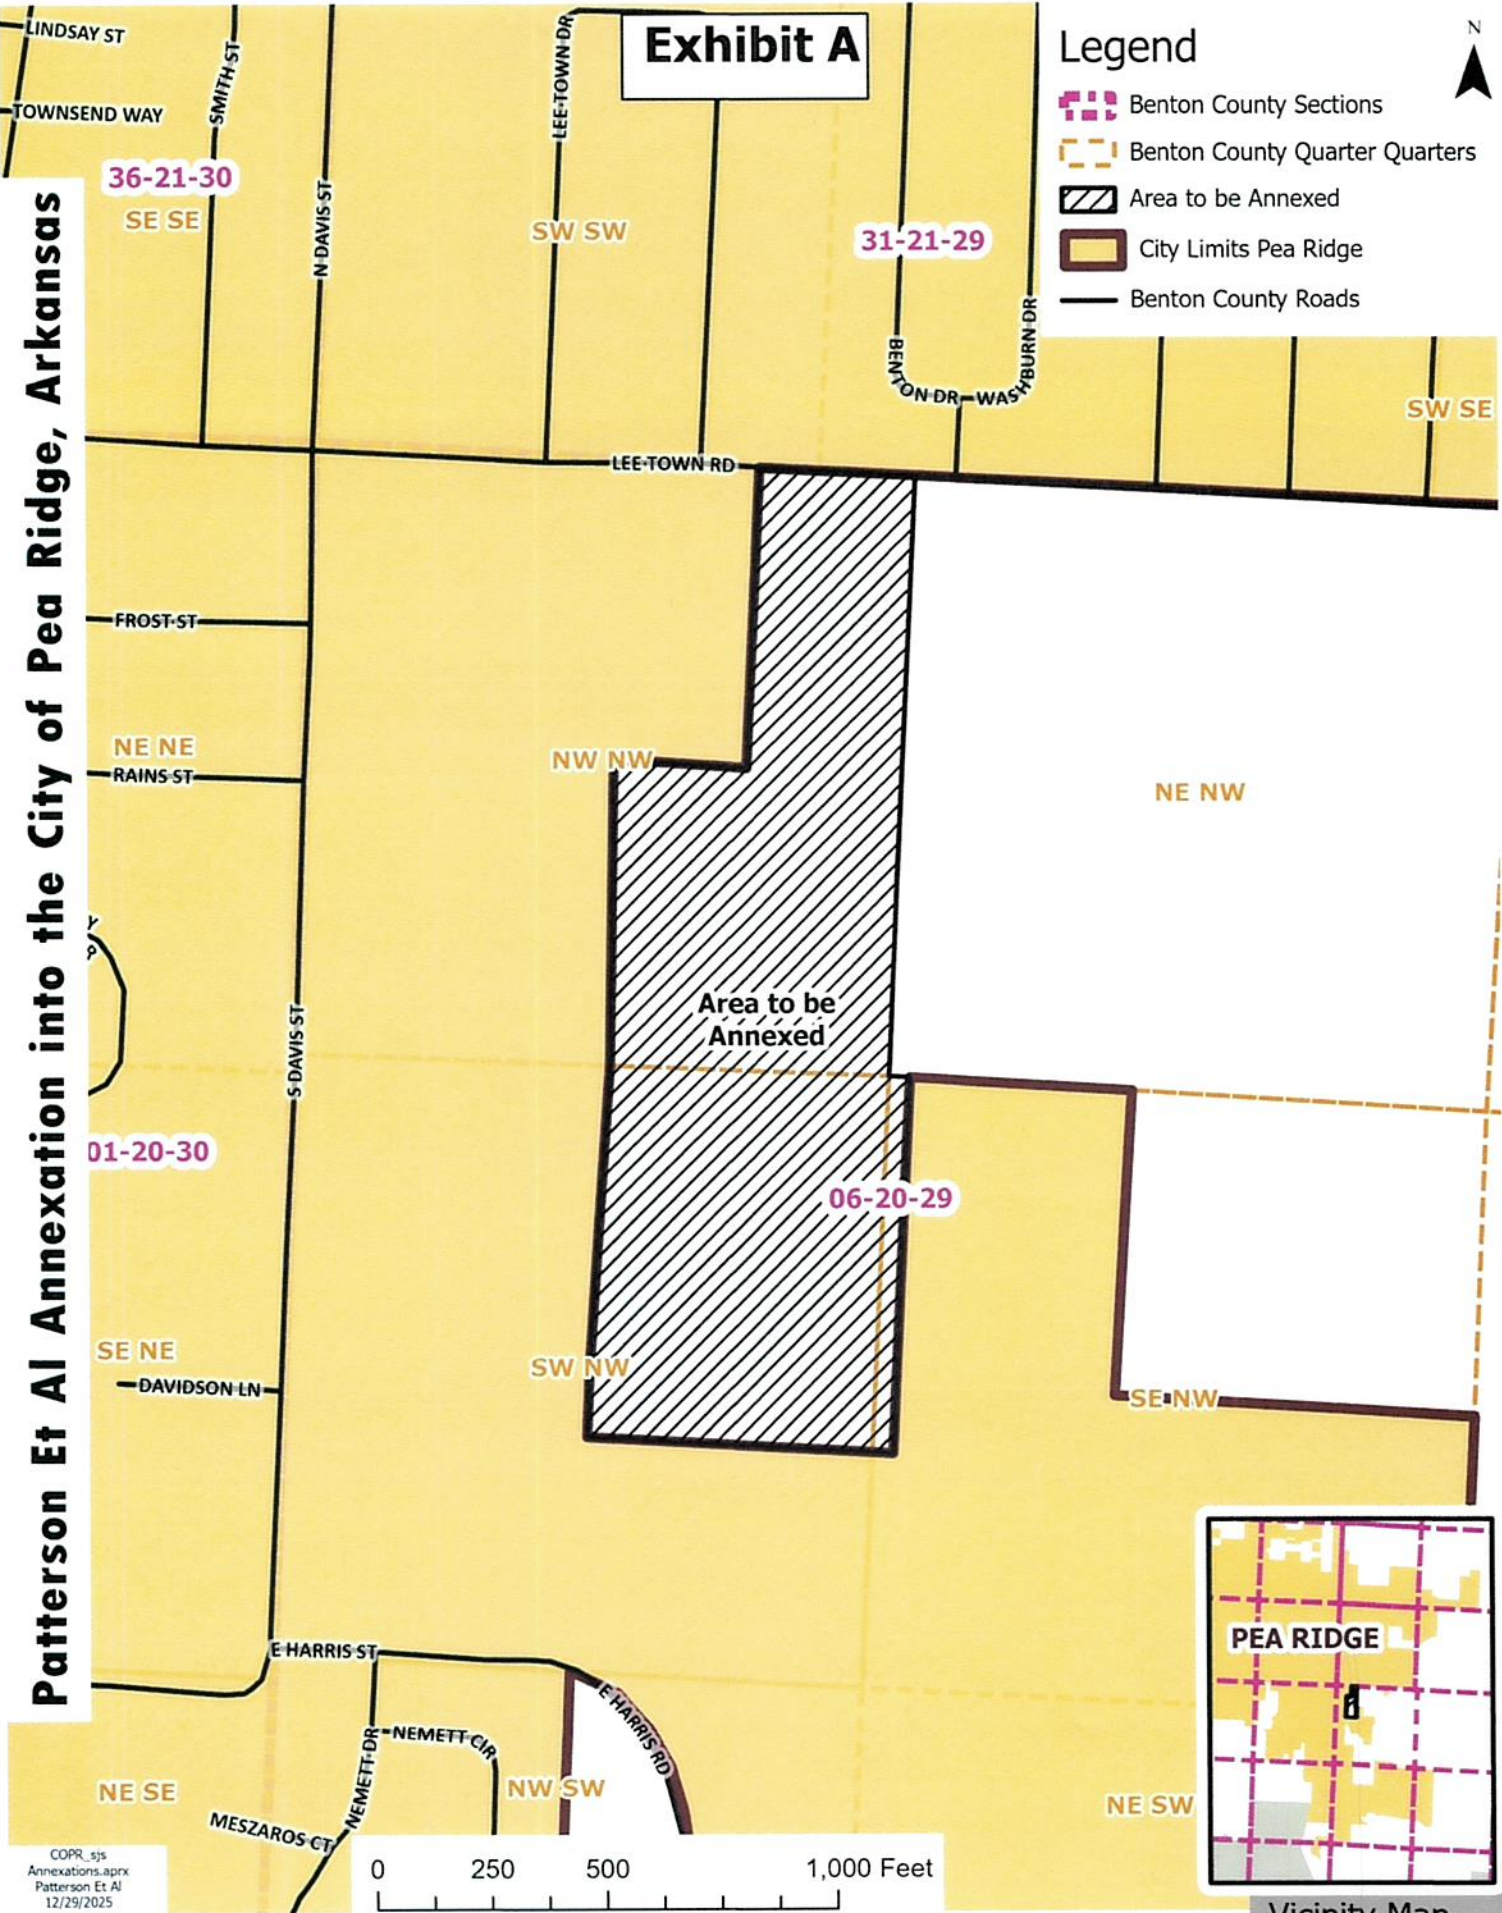 Exhibit A
Legend
N
Benton County Sections
Benton County Quarter Quarters
Area to be Annexed
City Limits Pea Ridge
Benton County Roads
Patterson Et Al Annexation into the City of Pea Ridge, Arkansas
LINDSAY ST
SMITH ST
TOWNSEND WAY
36-21-30
SE SE
N DAVIS ST
LEE TOWN DR
SW SW
31-21-29
BENTON DR
WASHBURN DR
SW SE
LEE TOWN RD
FROST ST
NE NE
RAINS ST
NW NW
NE NW
S DAVIS ST
Area to be
Annexed
01-20-30
06-20-29
SE NE
DAVIDSON LN
SW NW
SE NW
E HARRIS ST
E HARRIS RD
NEMETT DR
NEMETT CIR
NE SE
MESZAROS CT
NW SW
NE SW
PEA RIDGE
COPR_sjs
Annexations.aprx
Patterson Et Al
12/29/2025
0 250 500 1,000 Feet
Vicinity Map